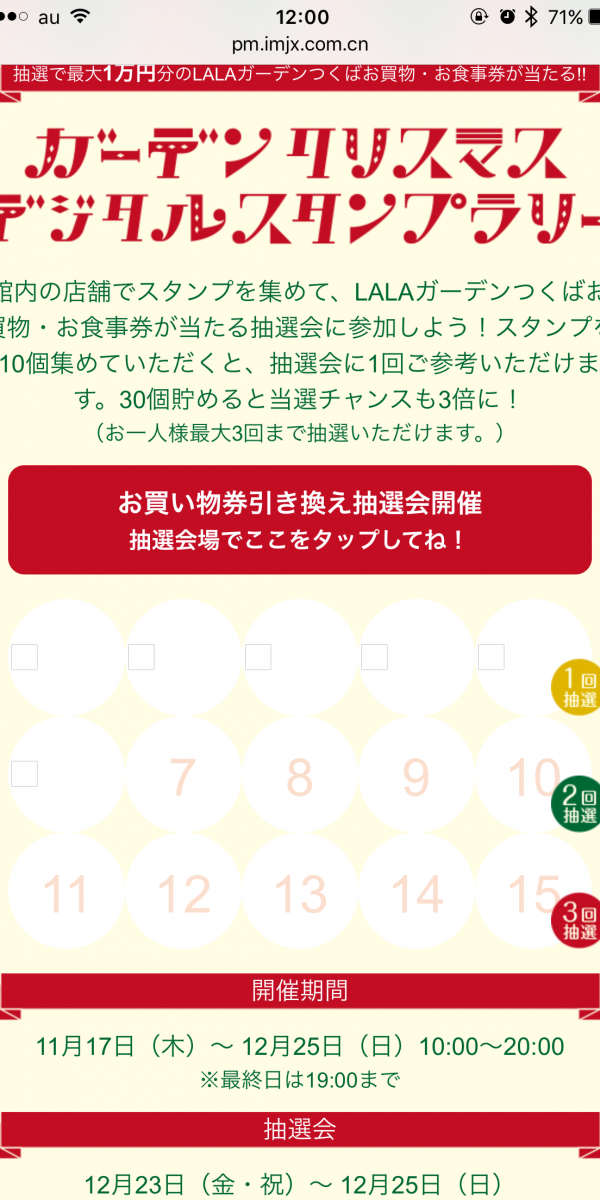 au 12:00 71%
pm.imjx.com.cn
抽選で最大1万円分のLALAガーデンつくばお買物・お食事券が当たる!!
ガーデンクリスマス
デジタルスタンプラリー
館内の店舗でスタンプを集めて、LALAガーデンつくばお
買物・お食事券が当たる抽選会に参加しよう！スタンプを
10個集めていただくと、抽選会に1回ご参考いただけま
す。30個貯めると当選チャンスも3倍に！
（お一人様最大3回まで抽選いただけます。）
お買い物券引き換え抽選会開催
抽選会場でここをタップしてね！
1回
抽選
7 8 9 10
2回
抽選
11 12 13 14 15
3回
抽選
開催期間
11月17日（木）〜 12月25日（日）10:00〜20:00
※最終日は19:00まで
抽選会
12月23日（金・祝）〜 12月25日（日）